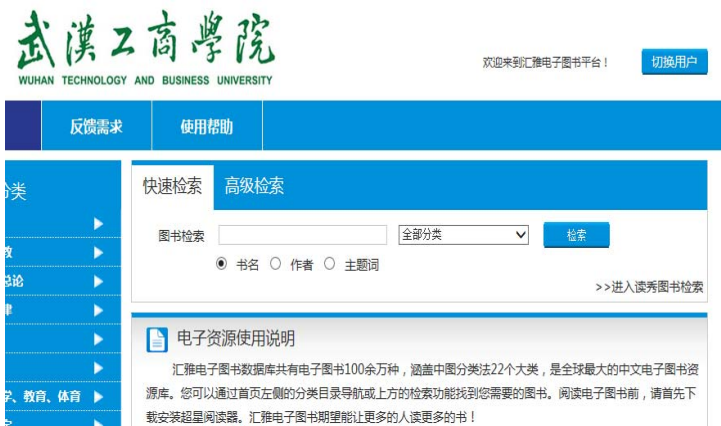 武漢工商學院
WUHAN TECHNOLOGY AND BUSINESS UNIVERSITY
欢迎来到汇雅电子图书平台！
切换用户
反馈需求
使用帮助
分类
快速检索
高级检索
图书检索
全部分类
检索
书名
作者
主题词
>>进入读秀图书检索
总论
学、教育、体育
电子资源使用说明
汇雅电子图书数据库共有电子图书100余万种，涵盖中图分类法22个大类，是全球最大的中文电子图书资
源库。您可以通过首页左侧的分类目录导航或上方的检索功能找到您需要的图书。阅读电子图书前，请首先下
载安装超星阅读器。汇雅电子图书期望能让更多的人读更多的书！